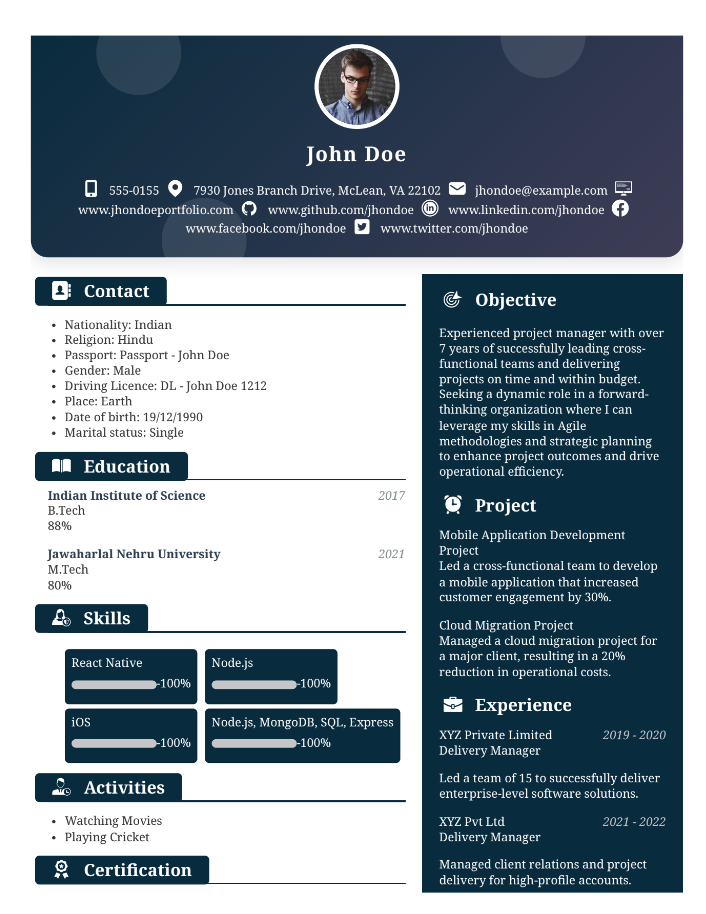 John Doe
555-0155 7930 Jones Branch Drive, McLean, VA 22102 jhondoe@example.com
www.jhondoeportfolio.com www.github.com/jhondoe www.linkedin.com/jhondoe
www.facebook.com/jhondoe www.twitter.com/jhondoe
Contact
• Nationality: Indian
• Religion: Hindu
• Passport: Passport - John Doe
• Gender: Male
• Driving Licence: DL - John Doe 1212
• Place: Earth
• Date of birth: 19/12/1990
• Marital status: Single
Education
Indian Institute of Science 2017
B.Tech
88%
Jawaharlal Nehru University 2021
M.Tech
80%
Skills
React Native
-100%
Node.js
-100%
iOS
-100%
Node.js, MongoDB, SQL, Express
-100%
Activities
• Watching Movies
• Playing Cricket
Certification
Objective
Experienced project manager with over
7 years of successfully leading cross-
functional teams and delivering
projects on time and within budget.
Seeking a dynamic role in a forward-
thinking organization where I can
leverage my skills in Agile
methodologies and strategic planning
to enhance project outcomes and drive
operational efficiency.
Project
Mobile Application Development
Project
Led a cross-functional team to develop
a mobile application that increased
customer engagement by 30%.
Cloud Migration Project
Managed a cloud migration project for
a major client, resulting in a 20%
reduction in operational costs.
Experience
XYZ Private Limited 2019 - 2020
Delivery Manager
Led a team of 15 to successfully deliver
enterprise-level software solutions.
XYZ Pvt Ltd 2021 - 2022
Delivery Manager
Managed client relations and project
delivery for high-profile accounts.